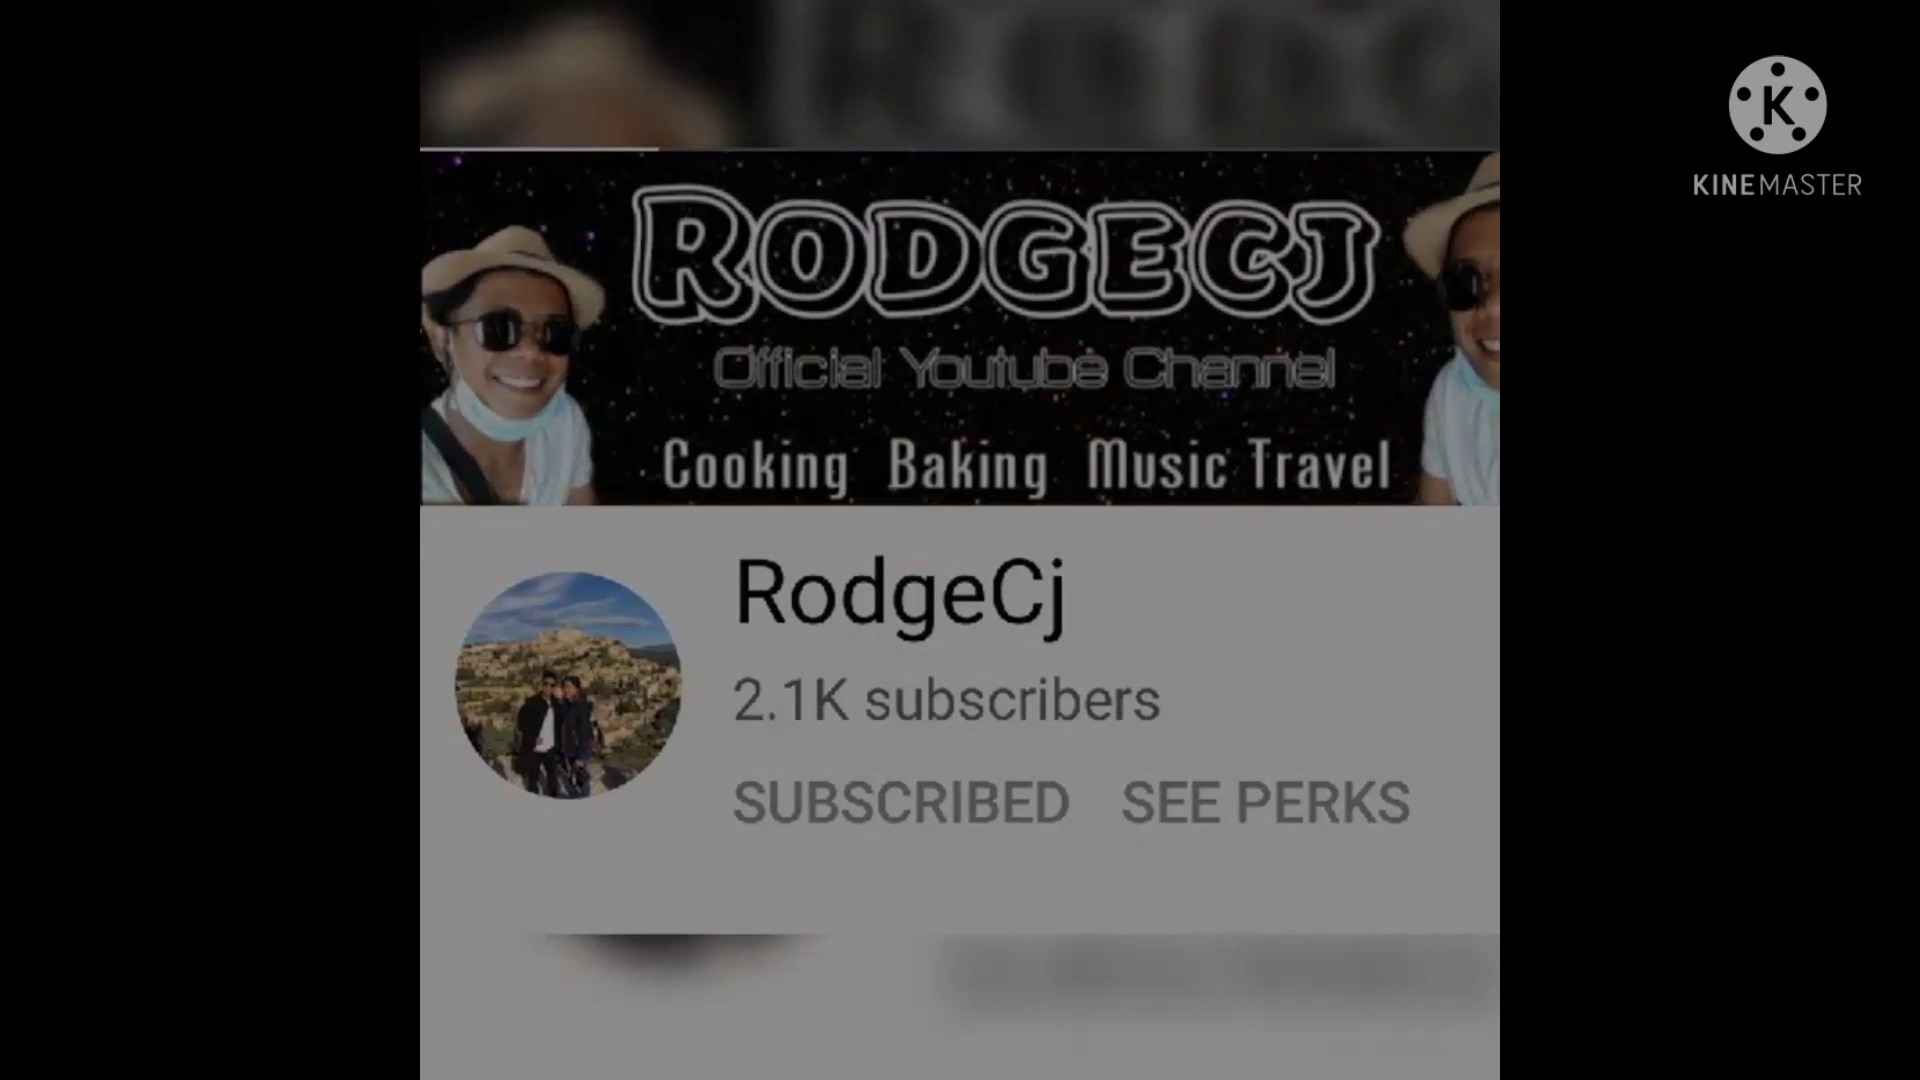 K
KINEMASTER
RODGECJ
Official Youtube Channel
Cooking Baking Music Travel
RodgeCj
2.1K subscribers
SUBSCRIBED SEE PERKS